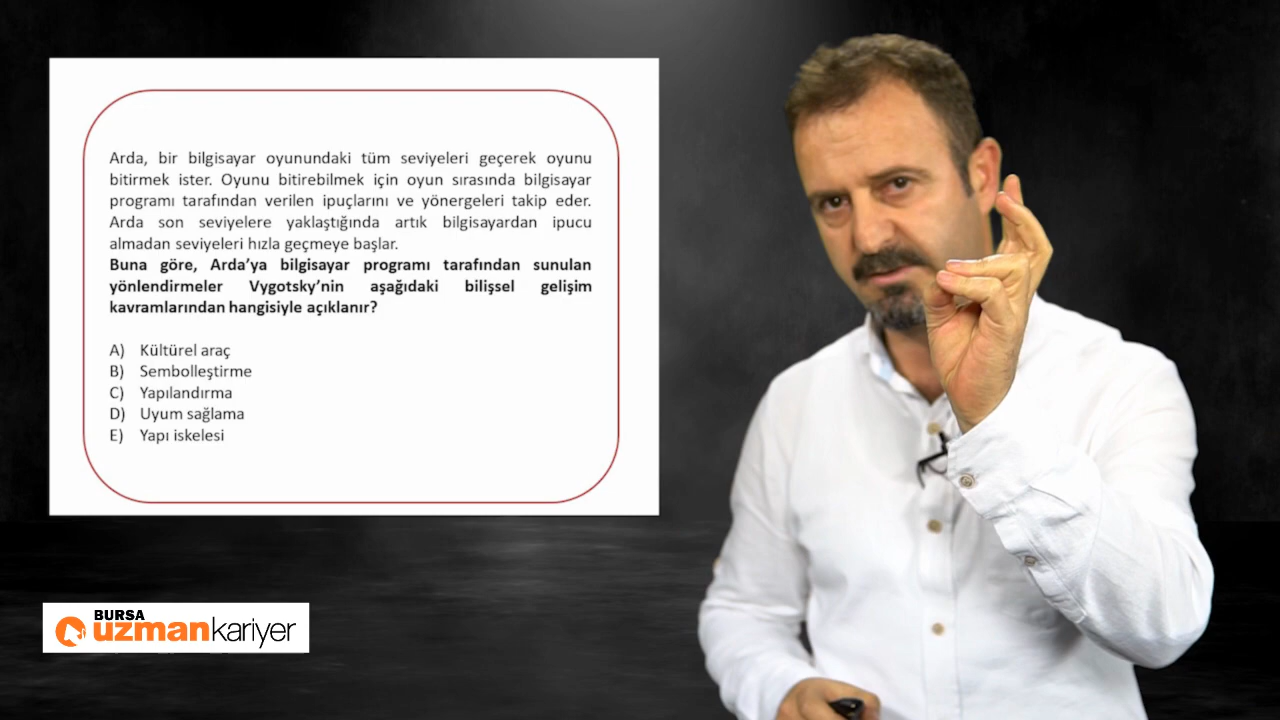 Arda, bir bilgisayar oyunundaki tüm seviyeleri geçerek oyunu
bitirmek ister. Oyunu bitirebilmek için oyun sırasında bilgisayar
programı tarafından verilen ipuçlarını ve yönergeleri takip eder.
Arda son seviyelere yaklaştığında artık bilgisayardan ipucu
almadan seviyeleri hızla geçmeye başlar.
Buna göre, Arda’ya bilgisayar programı tarafından sunulan
yönlendirmeler Vygotsky’nin aşağıdaki bilişsel gelişim
kavramlarından hangisiyle açıklanır?
A) Kültürel araç
B) Sembolleştirme
C) Yapılandırma
D) Uyum sağlama
E) Yapı iskelesi
BURSA
uzmankariyer